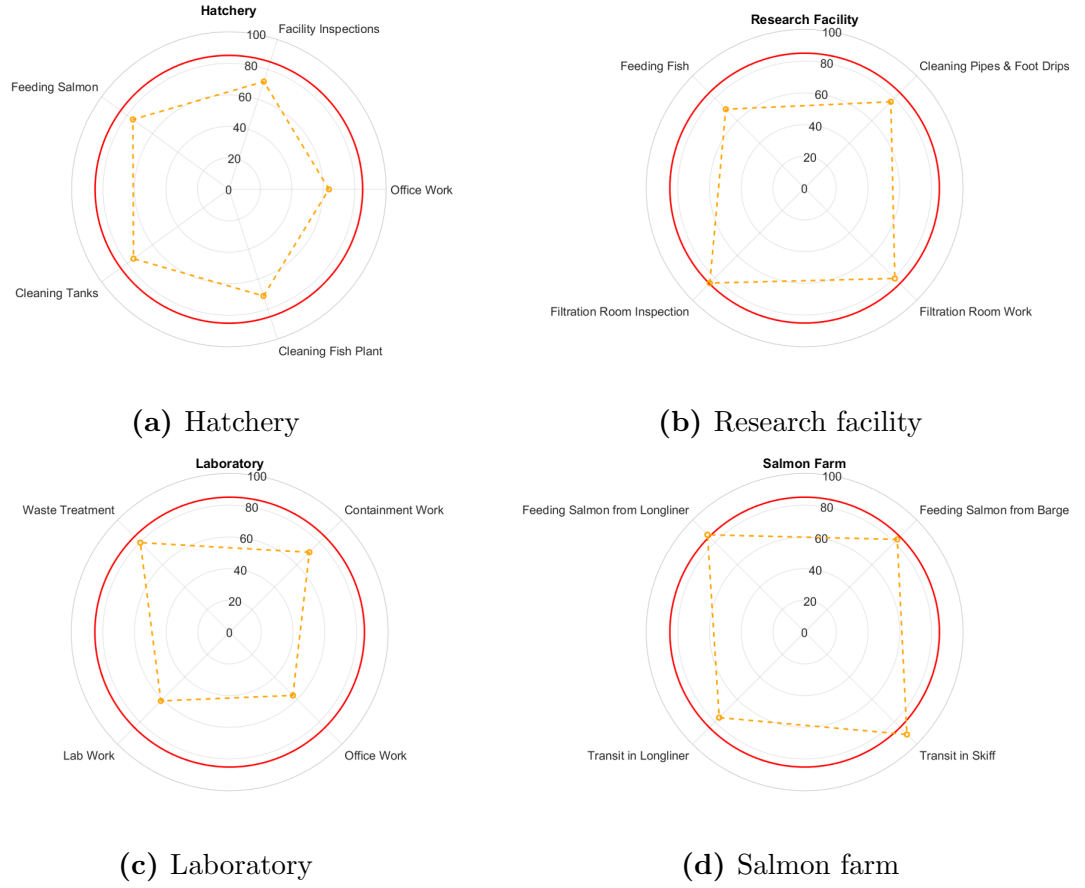 Hatchery
100
Facility Inspections
80
Feeding Salmon
60
40
20
0
Office Work
Cleaning Tanks
Cleaning Fish Plant
(a) Hatchery
Research Facility
100
Feeding Fish
80
Cleaning Pipes & Foot Drips
60
40
20
0
Filtration Room Inspection
Filtration Room Work
(b) Research facility
Laboratory
100
Waste Treatment
80
Containment Work
60
40
20
0
Lab Work
Office Work
(c) Laboratory
Salmon Farm
100
Feeding Salmon from Longliner
80
Feeding Salmon from Barge
60
40
20
0
Transit in Longliner
Transit in Skiff
(d) Salmon farm